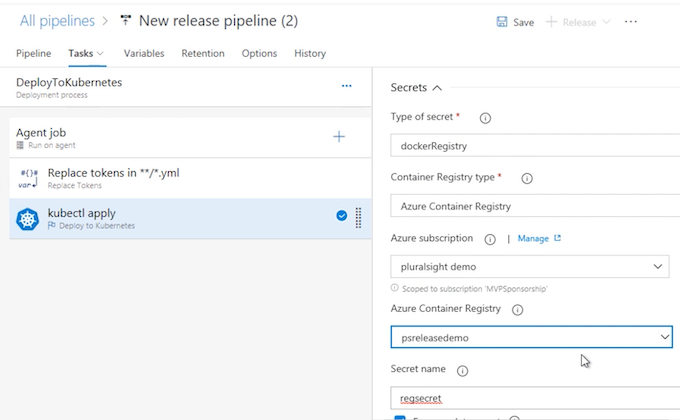 All pipelines > New release pipeline (2)
Save
Release
Pipeline
Tasks
Variables
Retention
Options
History
DeployToKubernetes
Deployment process
Agent job
Run on agent
#{}#
var
Replace tokens in **/*.yml
Replace Tokens
kubectl apply
Deploy to Kubernetes
Secrets
Type of secret *
dockerRegistry
Container Registry type *
Azure Container Registry
Azure subscription | Manage
pluralsight demo
Scoped to subscription 'MVPSponsorship'
Azure Container Registry
psreleasedemo
Secret name
regsecret